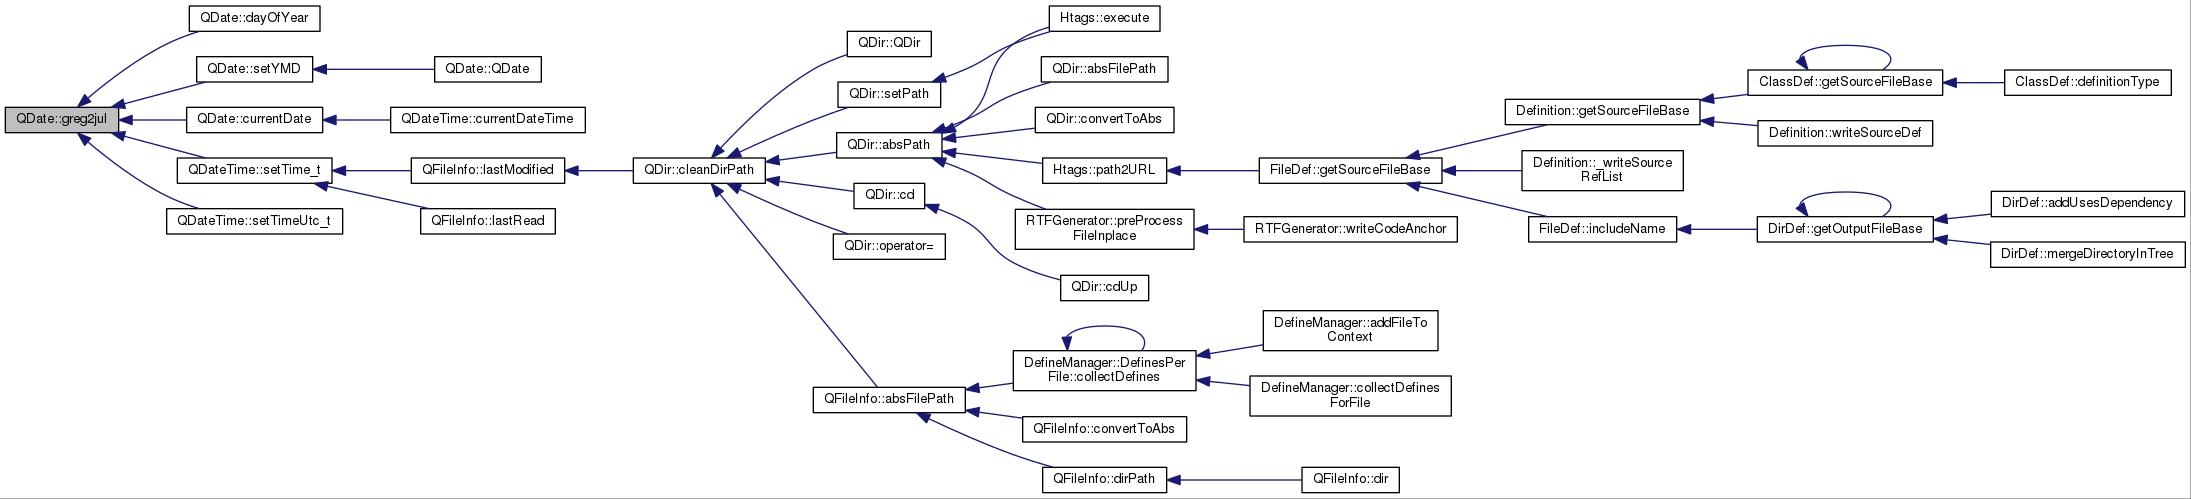 QDate::greg2jul
QDate::dayOfYear
QDate::setYMD
QDate::QDate
QDate::currentDate
QDateTime::currentDateTime
QDateTime::setTime_t
QFileInfo::lastModified
QDateTime::setTimeUtc_t
QFileInfo::lastRead
QDir::cleanDirPath
QDir::QDir
QDir::setPath
QDir::absPath
QDir::cd
QDir::operator=
QFileInfo::absFilePath
Htags::execute
QDir::absFilePath
QDir::convertToAbs
Htags::path2URL
RTFGenerator::preProcess
FileInplace
QDir::cdUp
DefineManager::DefinesPer
File::collectDefines
QFileInfo::convertToAbs
QFileInfo::dirPath
FileDef::getSourceFileBase
RTFGenerator::writeCodeAnchor
DefineManager::addFileTo
Context
DefineManager::collectDefines
ForFile
QFileInfo::dir
Definition::getSourceFileBase
Definition::_writeSource
RefList
FileDef::includeName
ClassDef::getSourceFileBase
Definition::writeSourceDef
DirDef::getOutputFileBase
ClassDef::definitionType
DirDef::addUsesDependency
DirDef::mergeDirectoryInTree